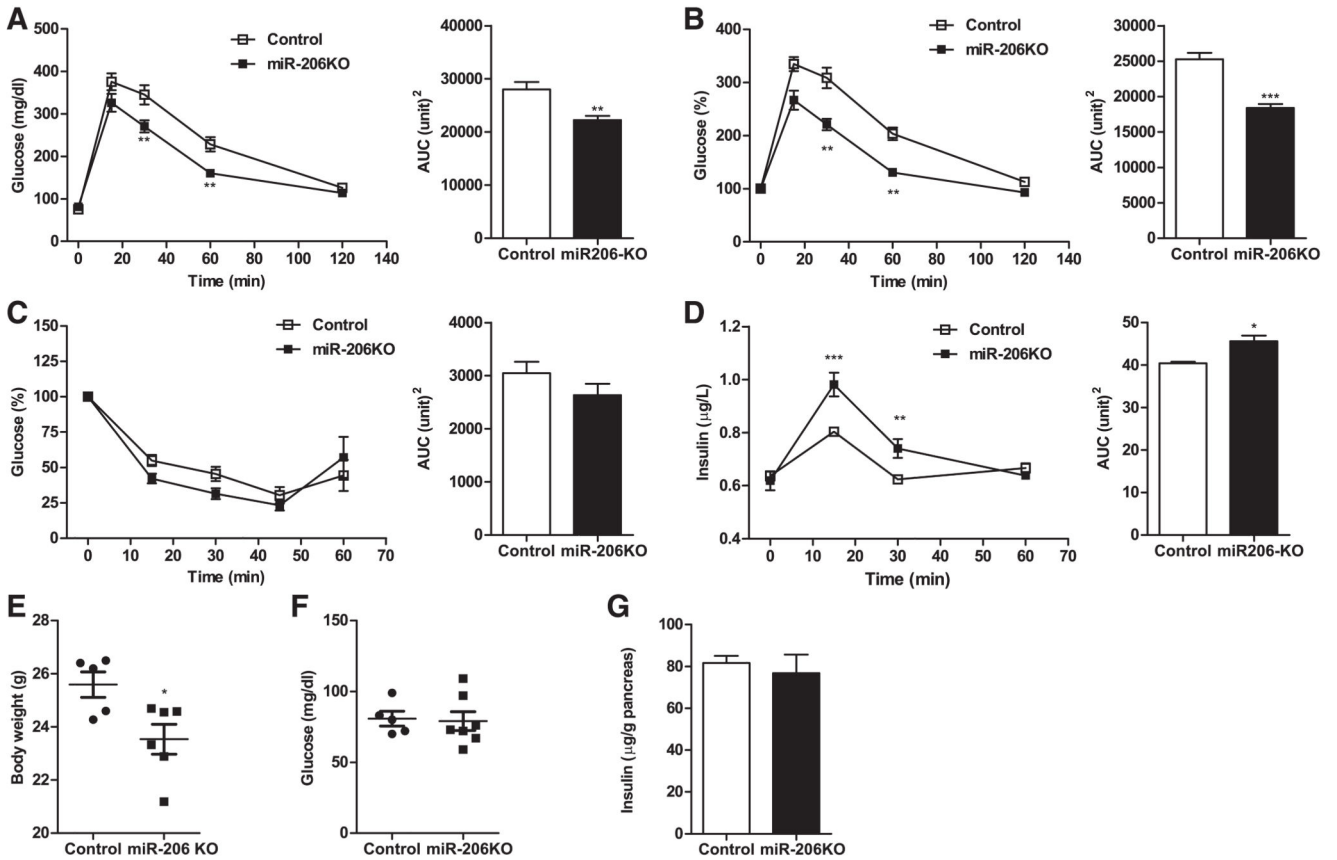 A
Control
miR-206KO
Glucose (mg/dl)
500
400
300
200
100
0
**
**
0 20 40 60 80 100 120 140
Time (min)
AUC (unit)²
40000
30000
20000
10000
0
**
Control miR206-KO
B
Control
miR-206KO
Glucose (%)
400
350
300
250
200
150
100
50
0
**
**
0 20 40 60 80 100 120 140
Time (min)
AUC (unit)²
30000
25000
20000
15000
10000
5000
0
***
Control miR-206KO
C
Control
miR-206KO
Glucose (%)
150
125
100
75
50
25
0
0 10 20 30 40 50 60 70
Time (min)
AUC (unit)²
4000
3000
2000
1000
0
Control miR-206KO
D
Control
miR-206KO
Insulin (μg/L)
1.2
1.0
0.8
0.6
0.4
***
**
0 10 20 30 40 50 60 70
Time (min)
AUC (unit)²
50
40
30
20
10
0
*
Control miR206-KO
E
Body weight (g)
28
26
24
22
20
*
Control miR-206 KO
F
Glucose (mg/dl)
150
100
50
0
Control miR-206KO
G
Insulin (μg/g pancreas)
100
80
60
40
20
0
Control miR-206KO